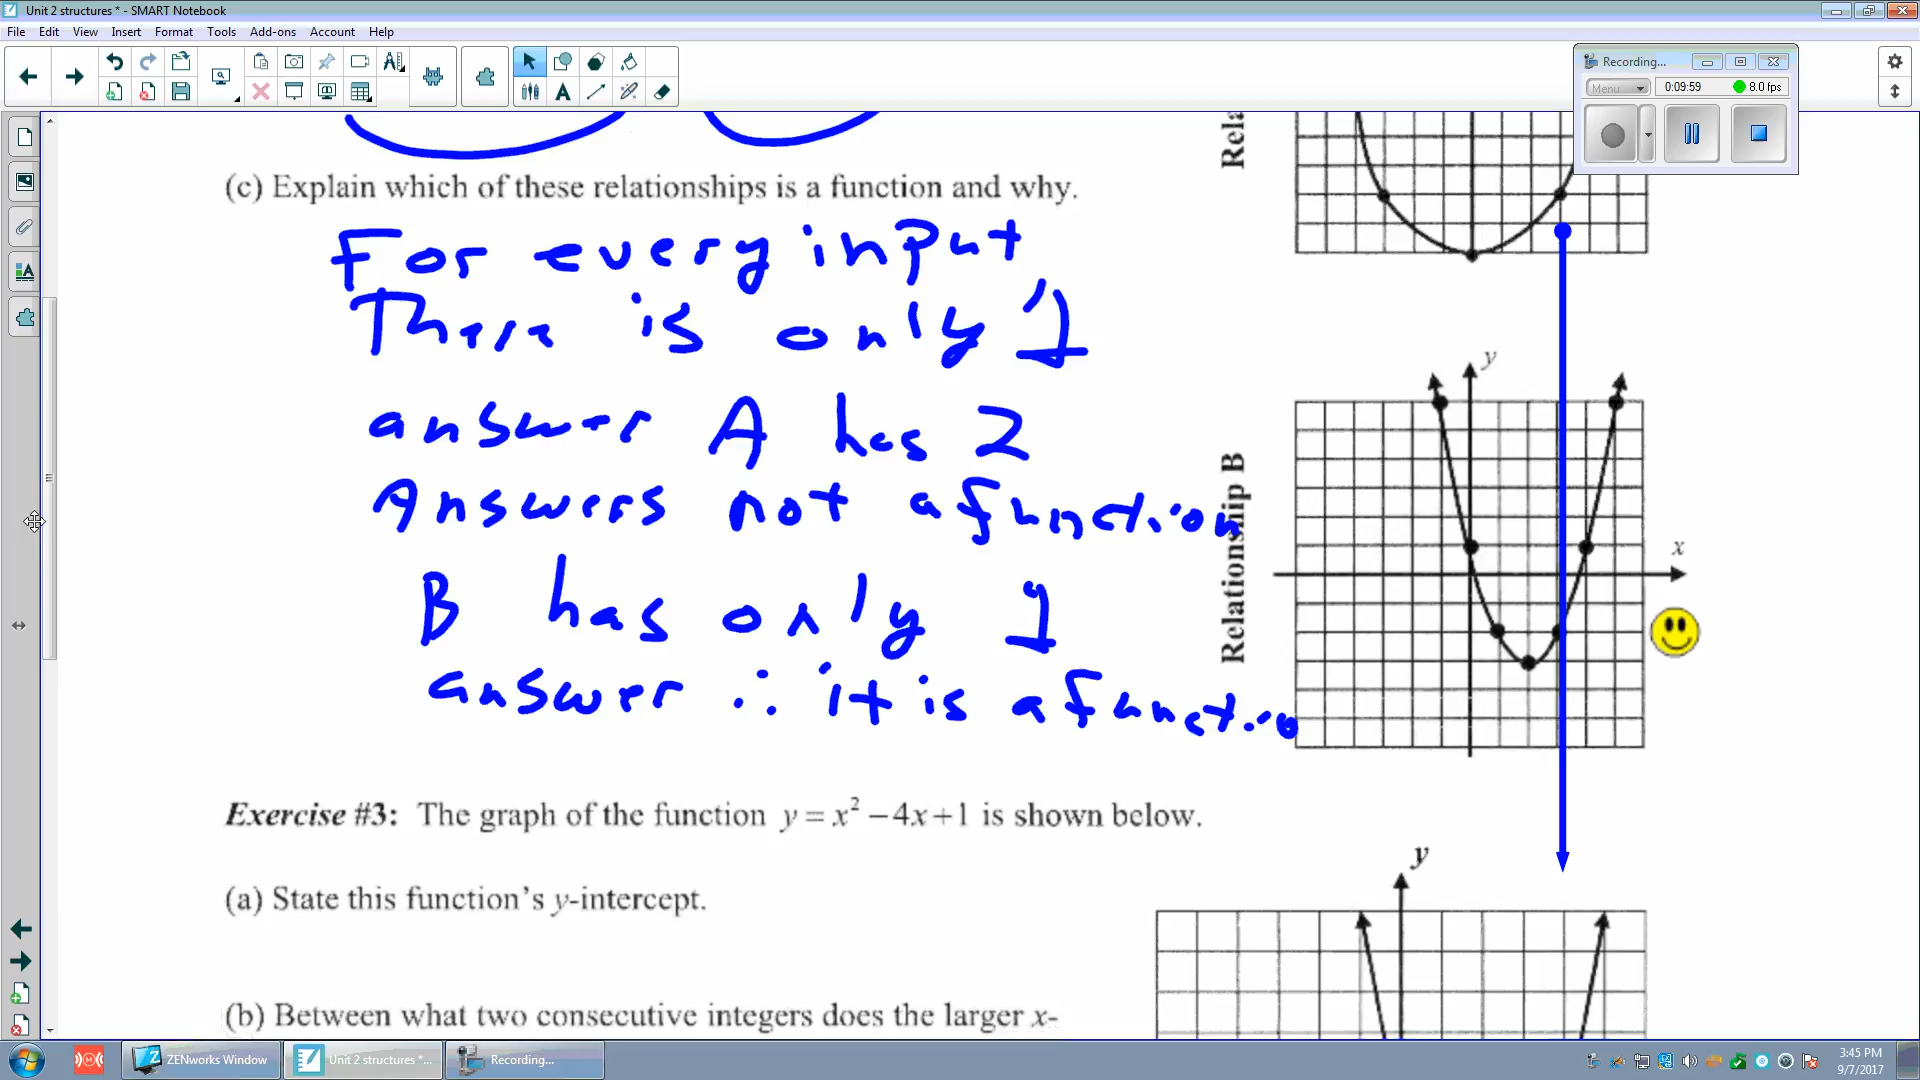 Unit 2 structures * - SMART Notebook
File Edit View Insert Format Tools Add-ons Account Help
Recording...
Menu 0:09:59 8.0 fps
(c) Explain which of these relationships is a function and why.
For every input
There is only 1
answer A has 2
Answers not a function
B has only 1
answer ∴ it is a functio
Rela
y
x
Relationship B
Exercise #3: The graph of the function y = x² − 4x + 1 is shown below.
y
(a) State this function's y-intercept.
(b) Between what two consecutive integers does the larger x-
ZENworks Window
Unit 2 structures *...
Recording...
3:45 PM
9/7/2017